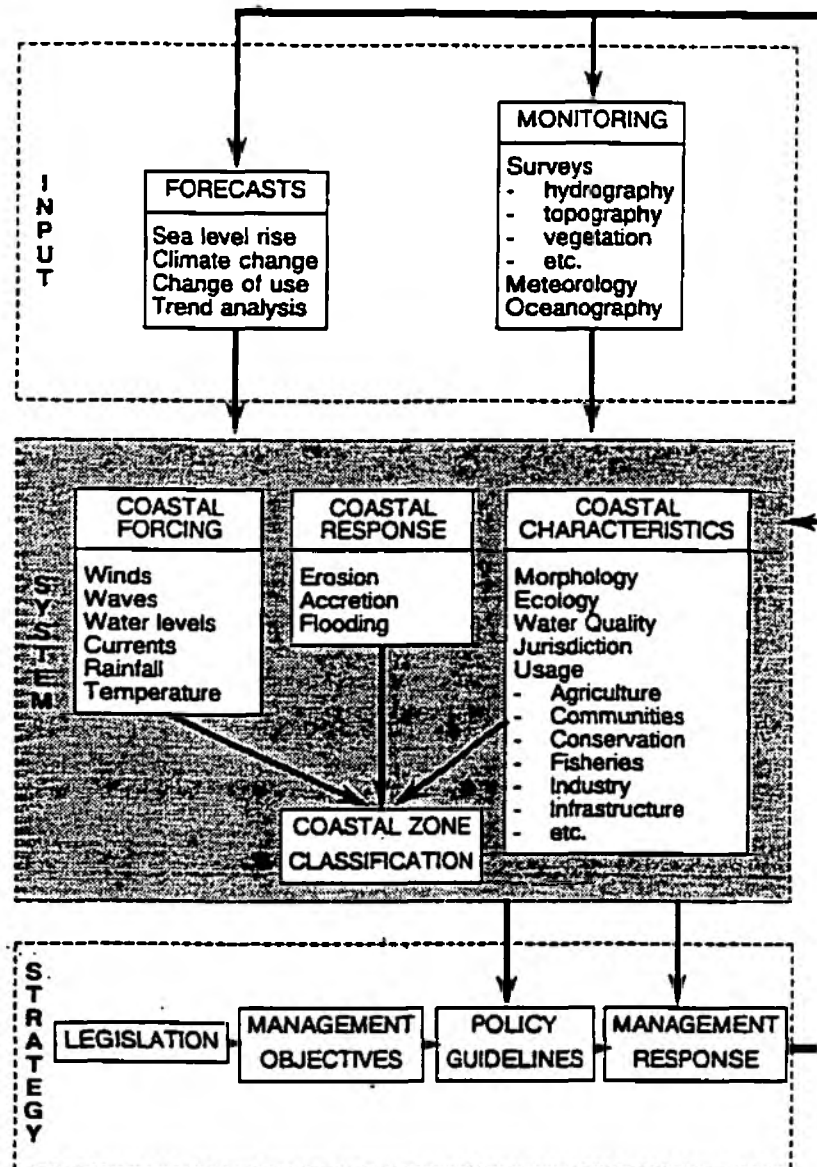 INPUT
FORECASTS
Sea level rise
Climate change
Change of use
Trend analysis
MONITORING
Surveys
- hydrography
- topography
- vegetation
- etc.
Meteorology
Oceanography
SYSTEM
COASTAL
FORCING
Winds
Waves
Water levels
Currents
Rainfall
Temperature
COASTAL
RESPONSE
Erosion
Accretion
Flooding
COASTAL
CHARACTERISTICS
Morphology
Ecology
Water Quality
Jurisdiction
Usage
- Agriculture
- Communities
- Conservation
- Fisheries
- Industry
- Infrastructure
- etc.
COASTAL ZONE
CLASSIFICATION
STRATEGY
LEGISLATION
MANAGEMENT
OBJECTIVES
POLICY
GUIDELINES
MANAGEMENT
RESPONSE